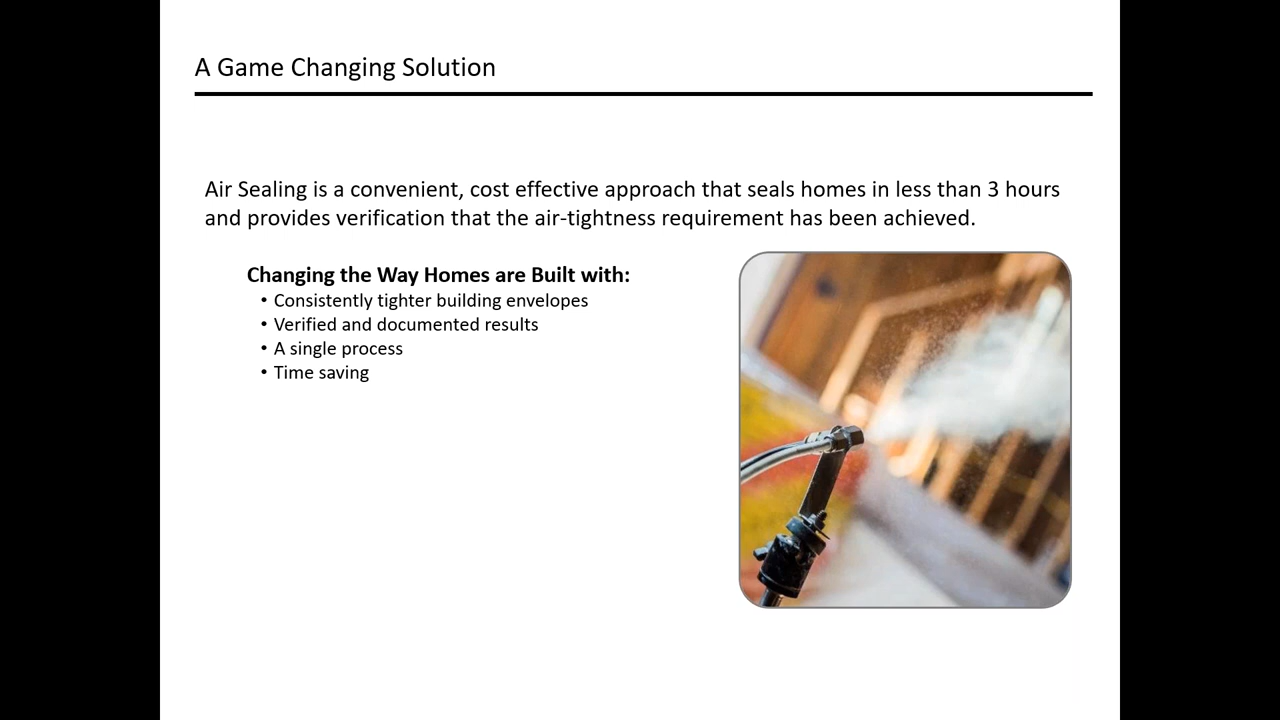 A Game Changing Solution
Air Sealing is a convenient, cost effective approach that seals homes in less than 3 hours
and provides verification that the air-tightness requirement has been achieved.
Changing the Way Homes are Built with:
• Consistently tighter building envelopes
• Verified and documented results
• A single process
• Time saving